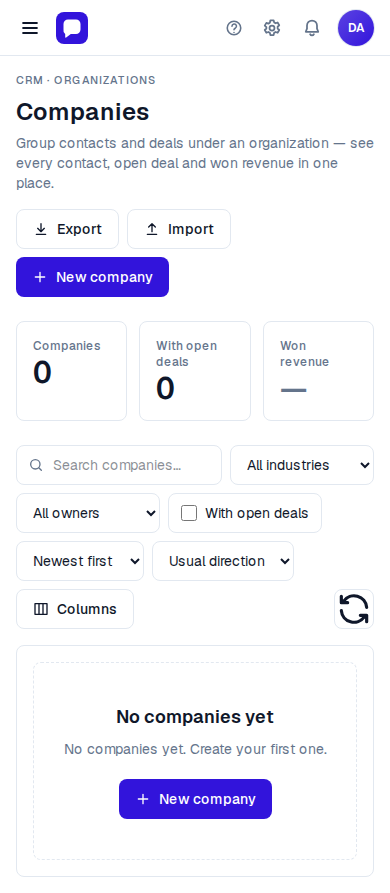 DA
CRM · ORGANIZATIONS
Companies
Group contacts and deals under an organization — see
every contact, open deal and won revenue in one
place.
Export
Import
New company
Companies
0
With open
deals
0
Won
revenue
—
Search companies…
All industries
All owners
With open deals
Newest first
Usual direction
Columns
No companies yet
No companies yet. Create your first one.
New company